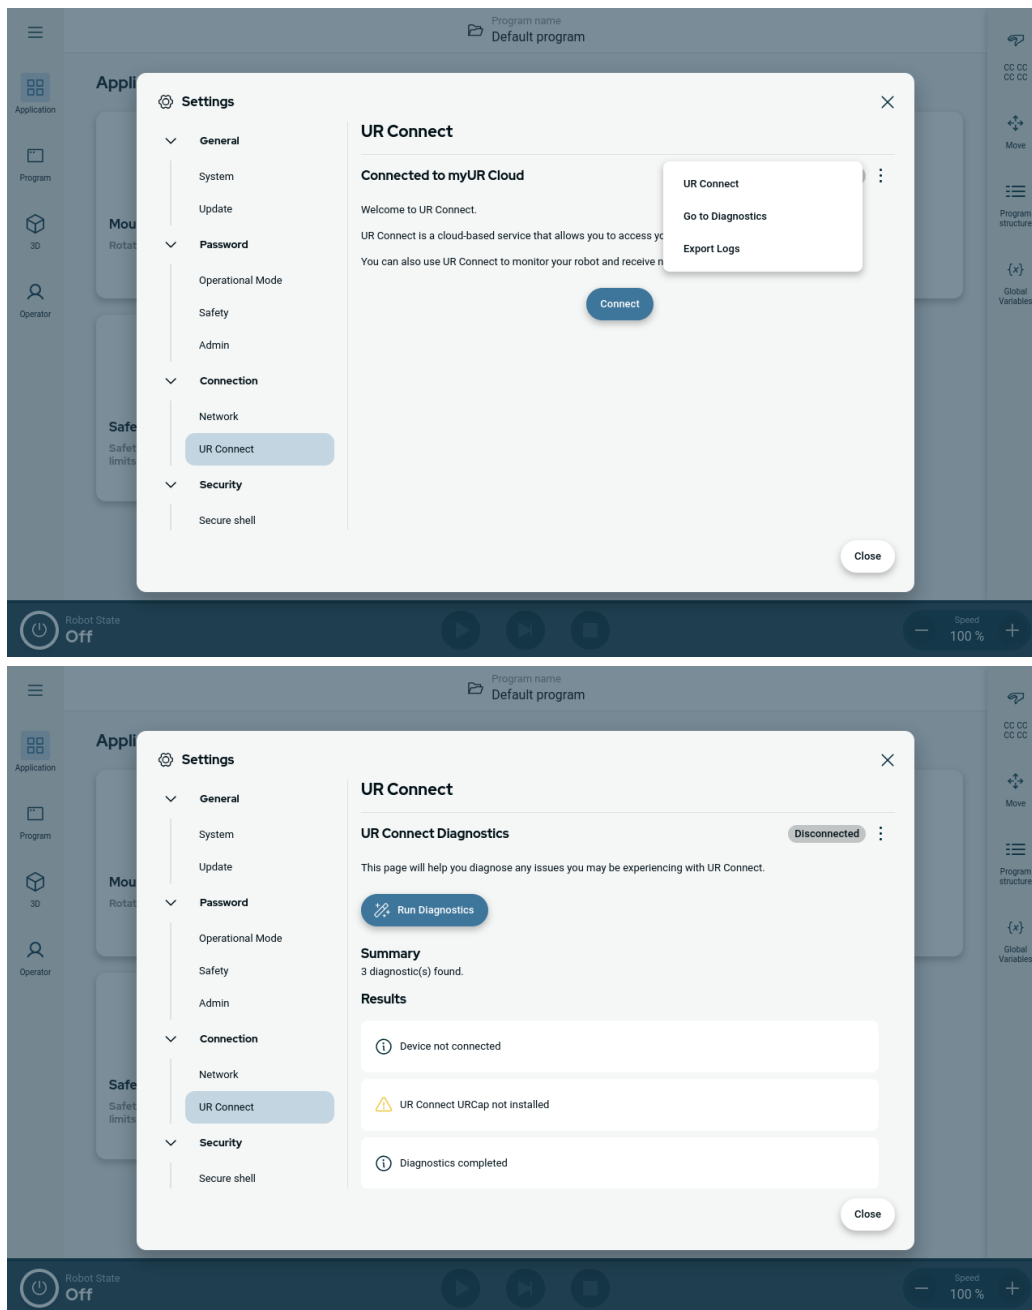 Program name
Default program
Application
Program
3D
Operator
Appli
Mou
Rotat
Safe
Safet
limits
Settings
General
System
Update
Password
Operational Mode
Safety
Admin
Connection
Network
UR Connect
Security
Secure shell
UR Connect
Connected to myUR Cloud
Welcome to UR Connect.
UR Connect is a cloud-based service that allows you to access yo
You can also use UR Connect to monitor your robot and receive n
Connect
UR Connect
Go to Diagnostics
Export Logs
Close
CC CC
CC CC
Move
Program
structure
{x}
Global
Variables
Robot State
Off
Speed
100 %
Program name
Default program
Application
Program
3D
Operator
Appli
Mou
Rotat
Safe
Safet
limits
Settings
General
System
Update
Password
Operational Mode
Safety
Admin
Connection
Network
UR Connect
Security
Secure shell
UR Connect
UR Connect Diagnostics
Disconnected
This page will help you diagnose any issues you may be experiencing with UR Connect.
Run Diagnostics
Summary
3 diagnostic(s) found.
Results
Device not connected
UR Connect URCap not installed
Diagnostics completed
Close
CC CC
CC CC
Move
Program
structure
{x}
Global
Variables
Robot State
Off
Speed
100 %